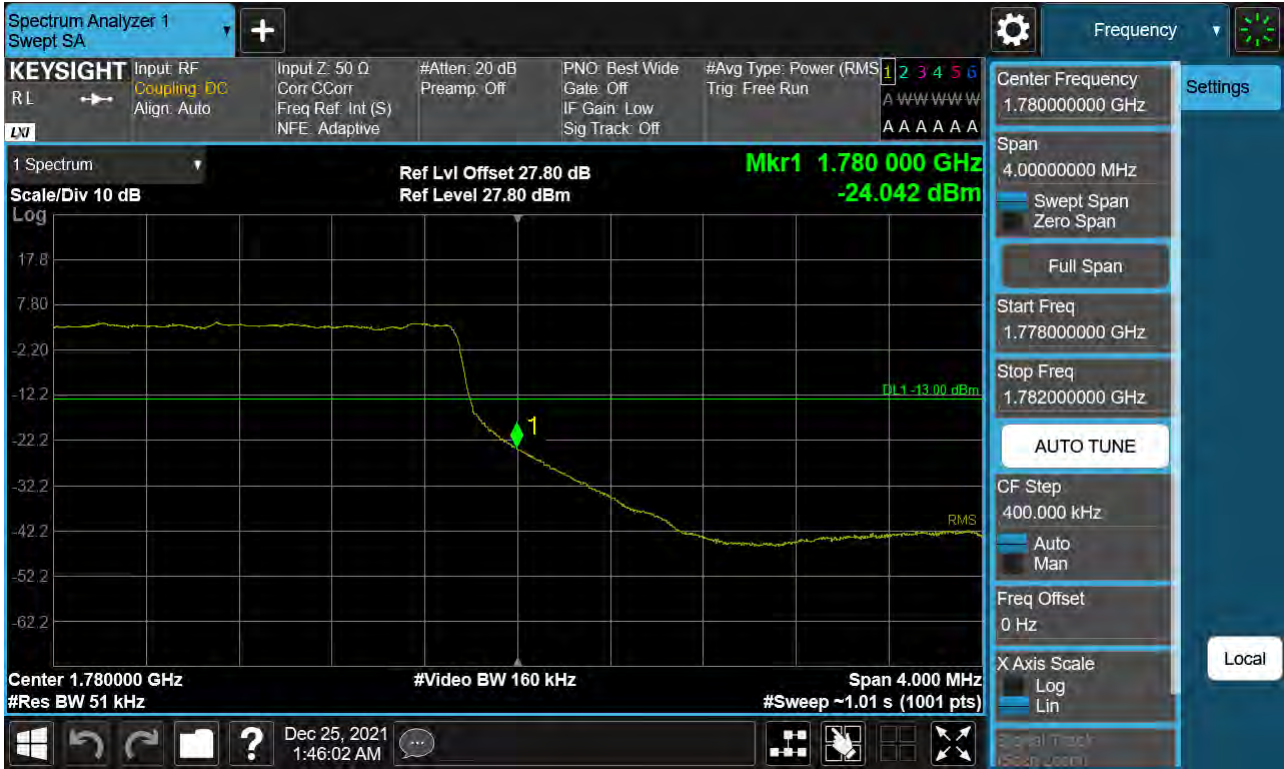 Spectrum Analyzer 1
Swept SA
+
Frequency
KEYSIGHT
RL
LXI
Input: RF
Coupling: DC
Align: Auto
Input Z: 50 Ω
Corr CCorr
Freq Ref: Int (S)
NFE: Adaptive
#Atten: 20 dB
Preamp: Off
PNO: Best Wide
Gate: Off
IF Gain: Low
Sig Track: Off
#Avg Type: Power (RMS
Trig: Free Run
1 2 3 4 5 6
A W W W W W
A A A A A A
1 Spectrum
Scale/Div 10 dB
Log
Ref Lvl Offset 27.80 dB
Ref Level 27.80 dBm
Mkr1 1.780 000 GHz
-24.042 dBm
17.8
7.80
-2.20
-12.2
-22.2
-32.2
-42.2
-52.2
-62.2
DL1 -13.00 dBm
1
RMS
Center 1.780000 GHz
#Video BW 160 kHz
Span 4.000 MHz
#Res BW 51 kHz
#Sweep ~1.01 s (1001 pts)
Center Frequency
1.780000000 GHz
Settings
Span
4.00000000 MHz
Swept Span
Zero Span
Full Span
Start Freq
1.778000000 GHz
Stop Freq
1.782000000 GHz
AUTO TUNE
CF Step
400.000 kHz
Auto
Man
Freq Offset
0 Hz
X Axis Scale
Log
Lin
Signal Track
(Span Zoom)
Local
?
Dec 25, 2021
1:46:02 AM